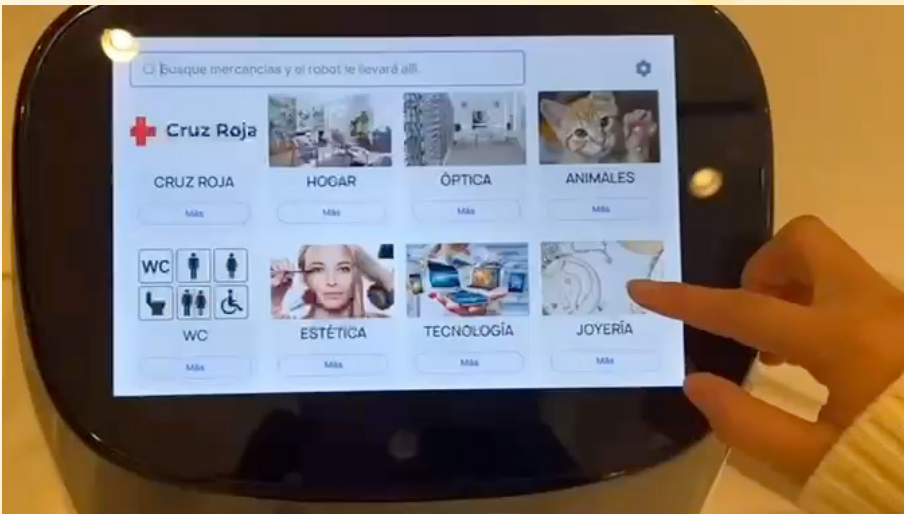 Busque mercancías y el robot le llevará allí.
Cruz Roja
CRUZ ROJA
HOGAR
ÓPTICA
ANIMALES
Más
Más
Más
Más
WC
WC
ESTÉTICA
TECNOLOGÍA
JOYERÍA
Más
Más
Más
Más